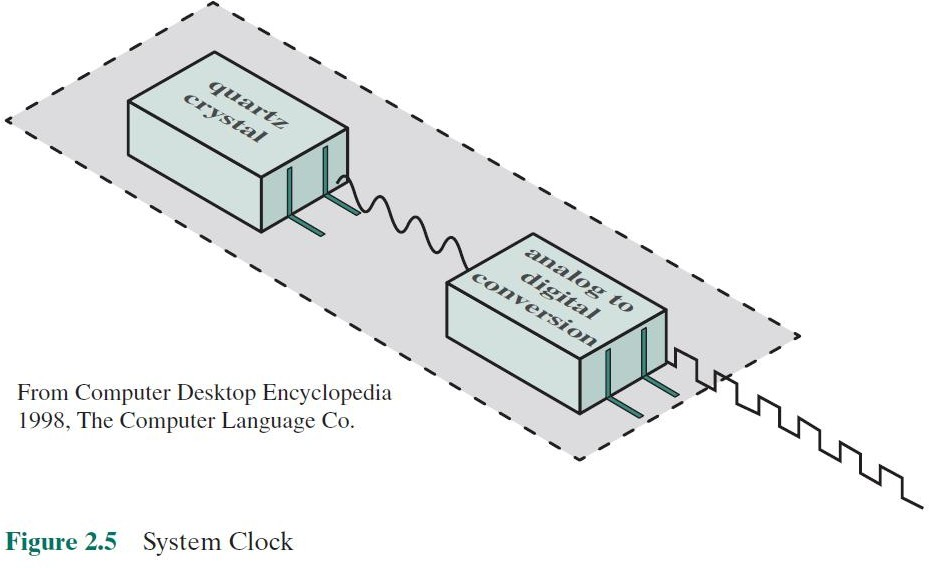 quartz
crystal
analog to
digital
conversion
From Computer Desktop Encyclopedia
1998, The Computer Language Co.
Figure 2.5 System Clock